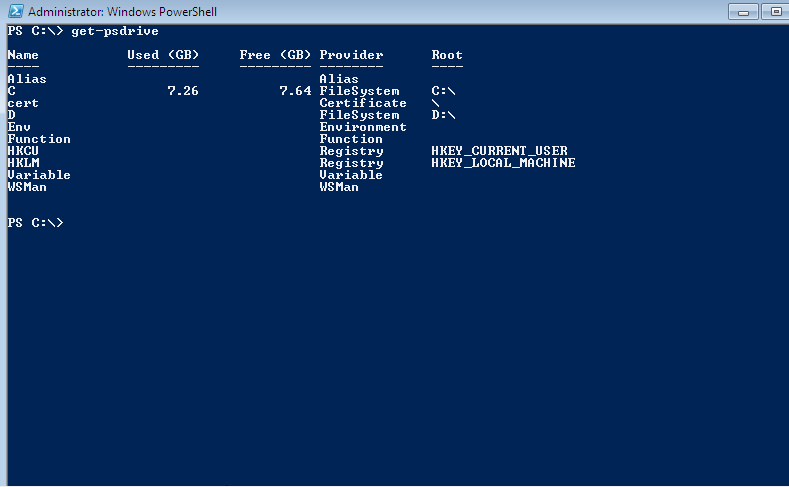 Administrator: Windows PowerShell
PS C:\> get-psdrive
Name Used (GB) Free (GB) Provider Root
---- --------- --------- -------- ----
Alias Alias
C 7.26 7.64 FileSystem C:\
cert Certificate \
D FileSystem D:\
Env Environment
Function Function
HKCU Registry HKEY_CURRENT_USER
HKLM Registry HKEY_LOCAL_MACHINE
Variable Variable
WSMan WSMan
PS C:\>